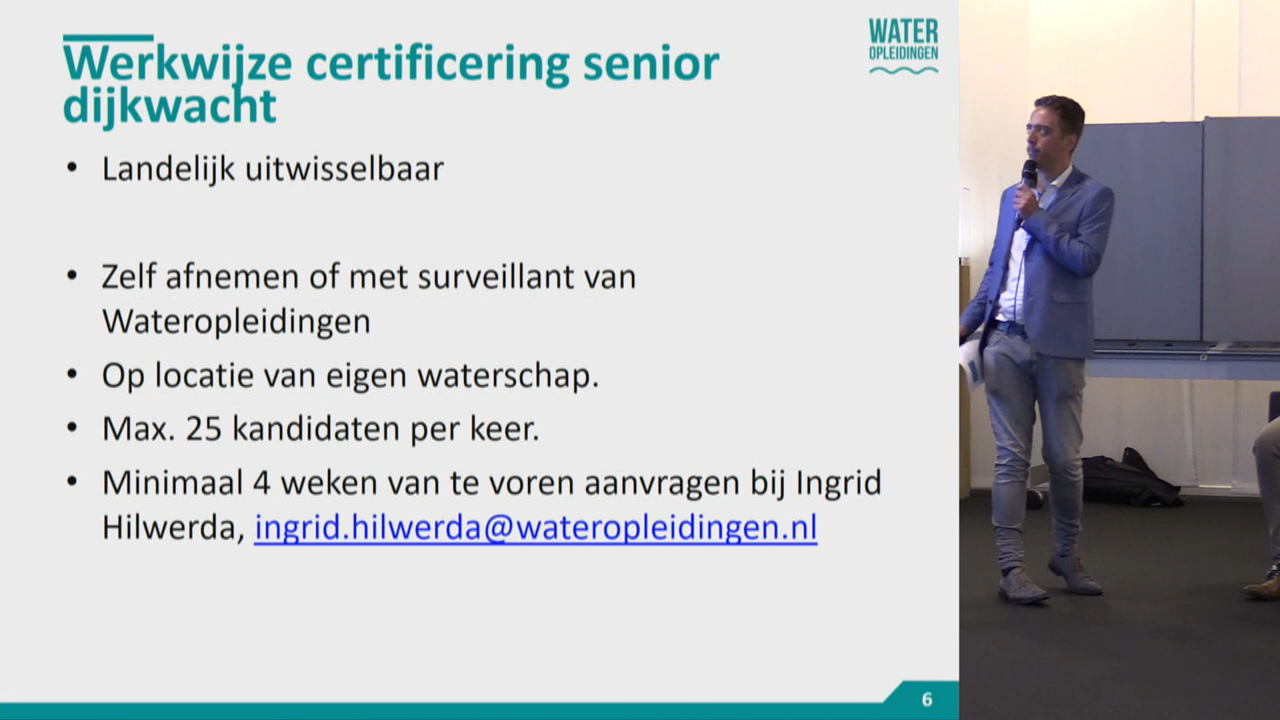 Werkwijze certificering senior
dijkwacht
WATER
OPLEIDINGEN
• Landelijk uitwisselbaar
• Zelf afnemen of met surveillant van
Wateropleidingen
• Op locatie van eigen waterschap.
• Max. 25 kandidaten per keer.
• Minimaal 4 weken van te voren aanvragen bij Ingrid
Hilwerda, ingrid.hilwerda@wateropleidingen.nl
6